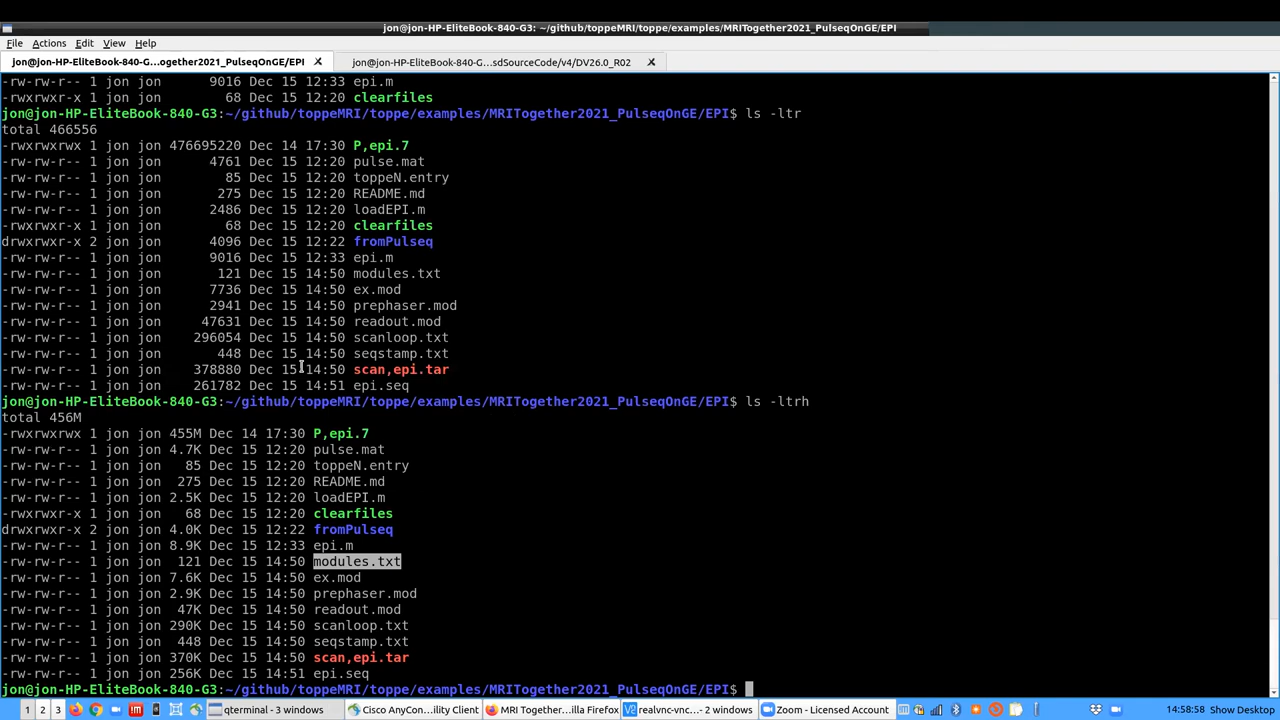 jon@jon-HP-EliteBook-840-G3: ~/github/toppeMRI/toppe/examples/MRITogether2021_PulseqOnGE/EPI
File Actions Edit View Help
jon@jon-HP-EliteBook-840-G...ogether2021_PulseqOnGE/EPI jon@jon-HP-EliteBook-840-G...sdSourceCode/v4/DV26.0_R02
-rw-rw-r-- 1 jon jon 9016 Dec 15 12:33 epi.m
-rwxrwxr-x 1 jon jon 68 Dec 15 12:20 clearfiles
jon@jon-HP-EliteBook-840-G3:~/github/toppeMRI/toppe/examples/MRITogether2021_PulseqOnGE/EPI$ ls -ltr
total 466556
-rwxrwxrwx 1 jon jon 476695220 Dec 14 17:30 P,epi.7
-rw-rw-r-- 1 jon jon 4761 Dec 15 12:20 pulse.mat
-rw-rw-r-- 1 jon jon 85 Dec 15 12:20 toppeN.entry
-rw-rw-r-- 1 jon jon 275 Dec 15 12:20 README.md
-rw-rw-r-- 1 jon jon 2486 Dec 15 12:20 loadEPI.m
-rwxrwxr-x 1 jon jon 68 Dec 15 12:20 clearfiles
drwxrwxr-x 2 jon jon 4096 Dec 15 12:22 fromPulseq
-rw-rw-r-- 1 jon jon 9016 Dec 15 12:33 epi.m
-rw-rw-r-- 1 jon jon 121 Dec 15 14:50 modules.txt
-rw-rw-r-- 1 jon jon 7736 Dec 15 14:50 ex.mod
-rw-rw-r-- 1 jon jon 2941 Dec 15 14:50 prephaser.mod
-rw-rw-r-- 1 jon jon 47631 Dec 15 14:50 readout.mod
-rw-rw-r-- 1 jon jon 296054 Dec 15 14:50 scanloop.txt
-rw-rw-r-- 1 jon jon 448 Dec 15 14:50 seqstamp.txt
-rw-rw-r-- 1 jon jon 378880 Dec 15 14:50 scan,epi.tar
-rw-rw-r-- 1 jon jon 261782 Dec 15 14:51 epi.seq
jon@jon-HP-EliteBook-840-G3:~/github/toppeMRI/toppe/examples/MRITogether2021_PulseqOnGE/EPI$ ls -ltrh
total 456M
-rwxrwxrwx 1 jon jon 455M Dec 14 17:30 P,epi.7
-rw-rw-r-- 1 jon jon 4.7K Dec 15 12:20 pulse.mat
-rw-rw-r-- 1 jon jon 85 Dec 15 12:20 toppeN.entry
-rw-rw-r-- 1 jon jon 275 Dec 15 12:20 README.md
-rw-rw-r-- 1 jon jon 2.5K Dec 15 12:20 loadEPI.m
-rwxrwxr-x 1 jon jon 68 Dec 15 12:20 clearfiles
drwxrwxr-x 2 jon jon 4.0K Dec 15 12:22 fromPulseq
-rw-rw-r-- 1 jon jon 8.9K Dec 15 12:33 epi.m
-rw-rw-r-- 1 jon jon 121 Dec 15 14:50 modules.txt
-rw-rw-r-- 1 jon jon 7.6K Dec 15 14:50 ex.mod
-rw-rw-r-- 1 jon jon 2.9K Dec 15 14:50 prephaser.mod
-rw-rw-r-- 1 jon jon 47K Dec 15 14:50 readout.mod
-rw-rw-r-- 1 jon jon 290K Dec 15 14:50 scanloop.txt
-rw-rw-r-- 1 jon jon 448 Dec 15 14:50 seqstamp.txt
-rw-rw-r-- 1 jon jon 370K Dec 15 14:50 scan,epi.tar
-rw-rw-r-- 1 jon jon 256K Dec 15 14:51 epi.seq
jon@jon-HP-EliteBook-840-G3:~/github/toppeMRI/toppe/examples/MRITogether2021_PulseqOnGE/EPI$
1 2 3 qterminal - 3 windows Cisco AnyCon...ility Client MRI Together...illa Firefox realvnc-vnc... - 2 windows Zoom - Licensed Account 14:58:58 Show Desktop